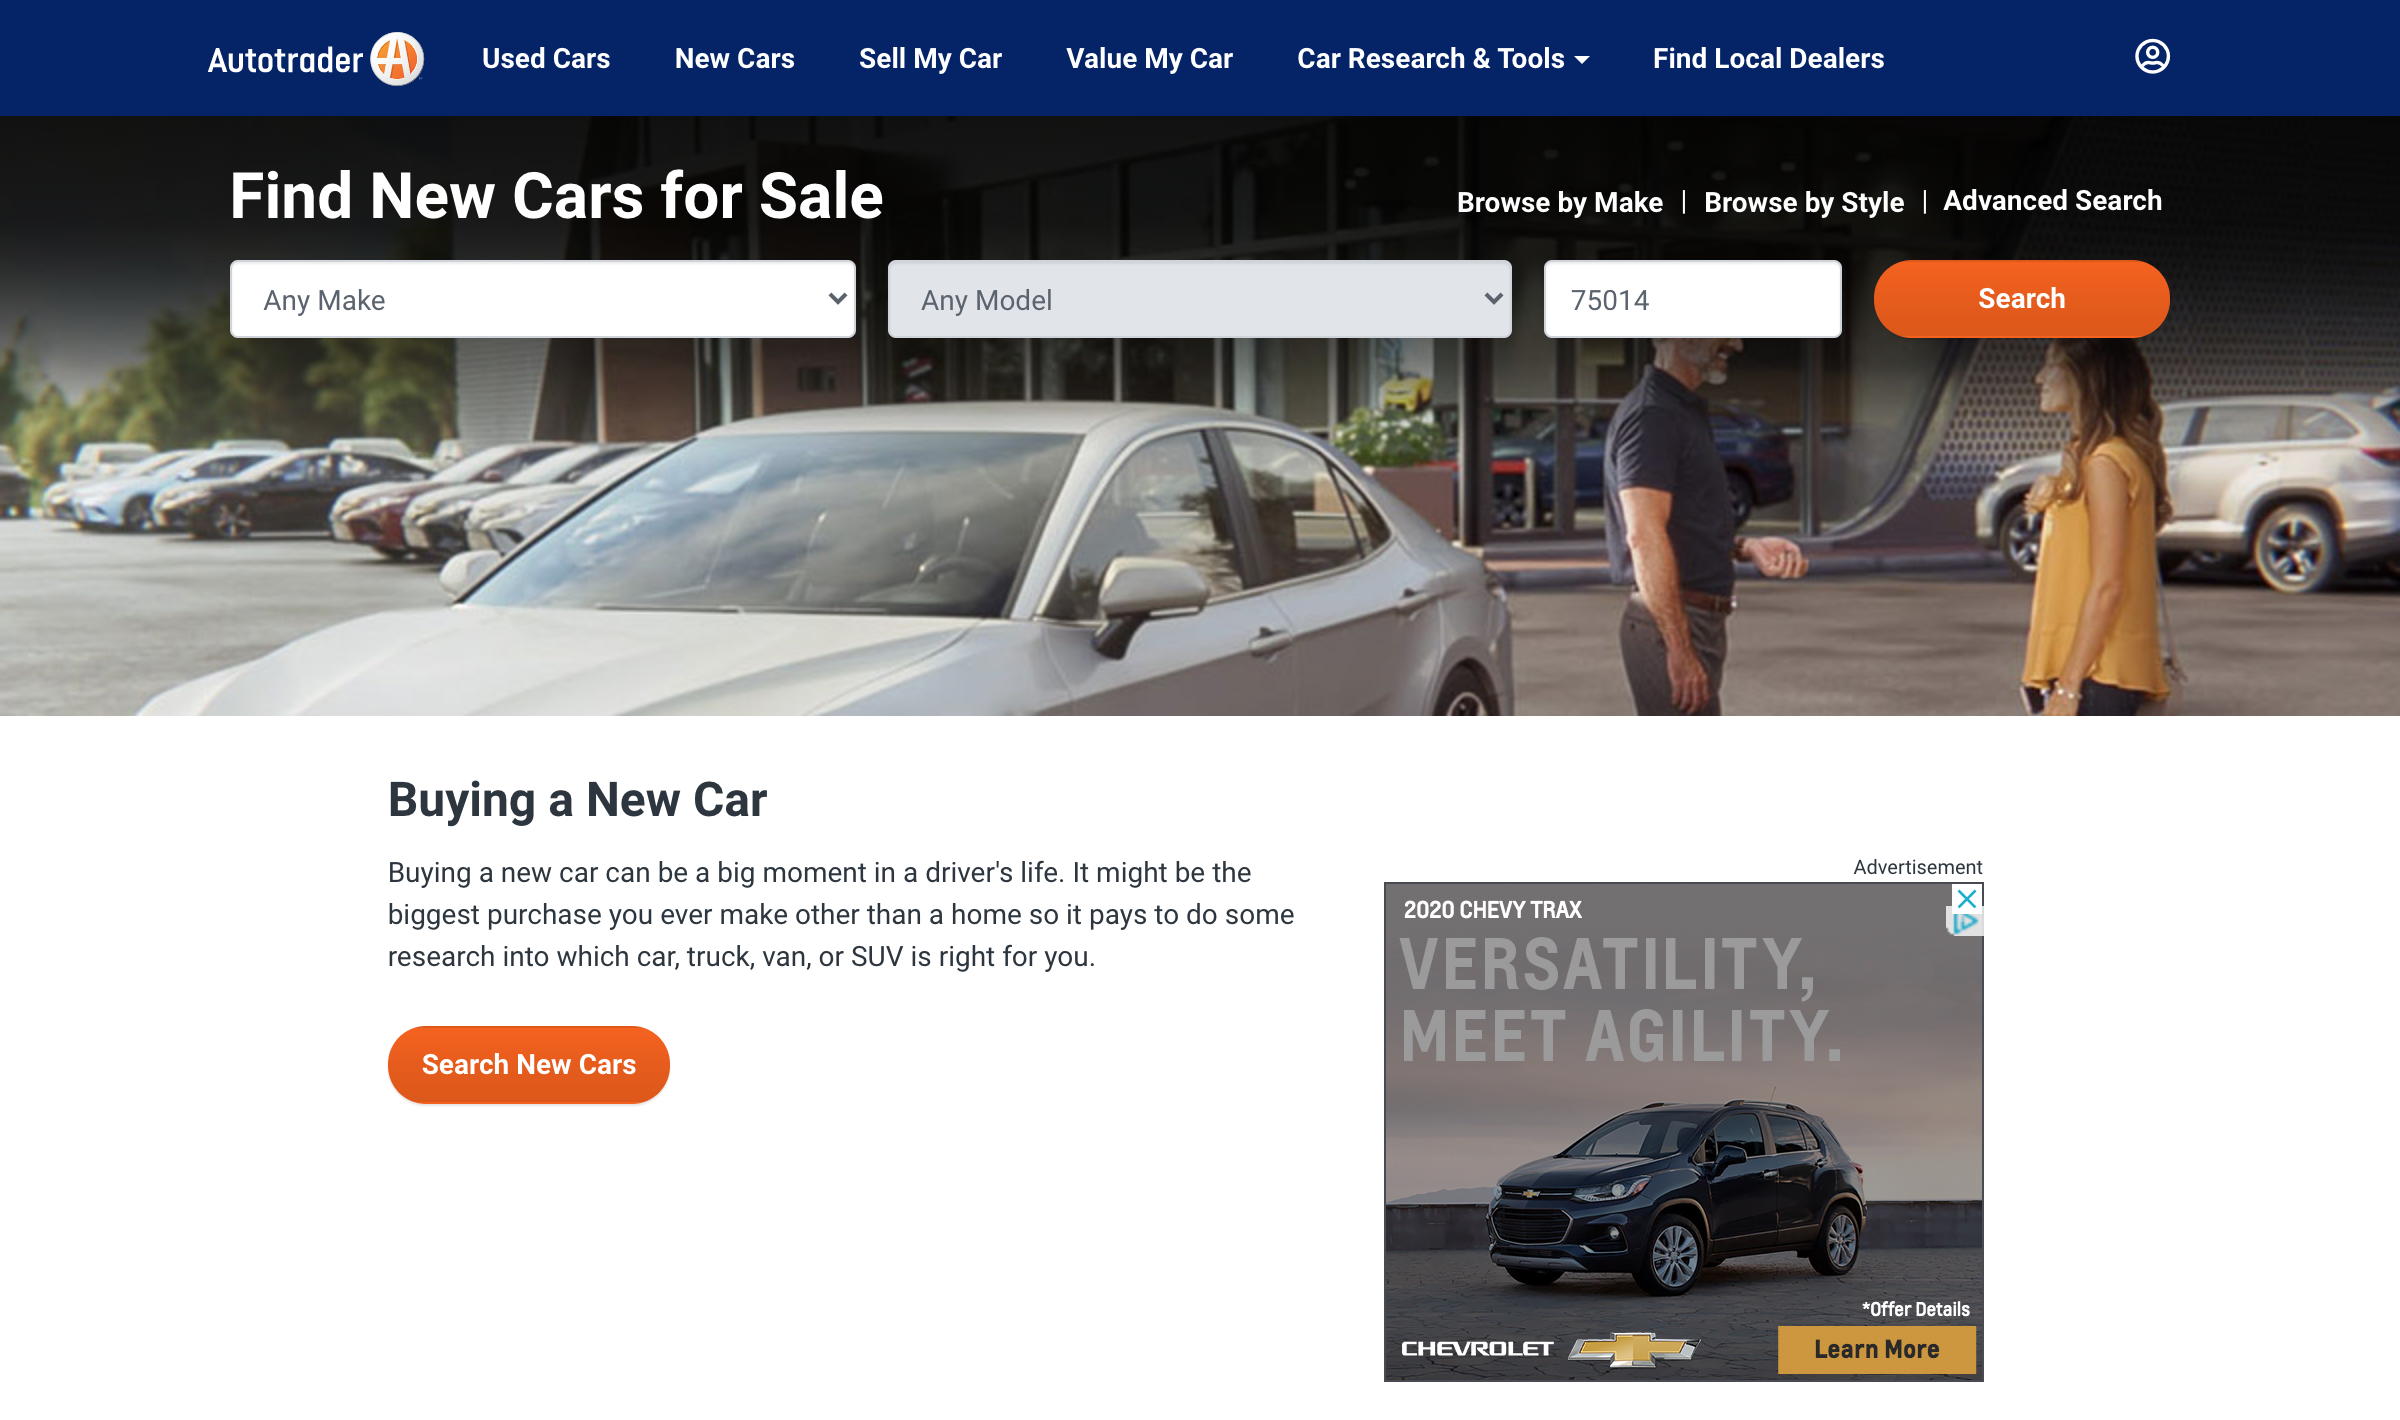 Autotrader
Used Cars
New Cars
Sell My Car
Value My Car
Car Research & Tools
Find Local Dealers
Find New Cars for Sale
Browse by Make | Browse by Style | Advanced Search
Any Make
Any Model
75014
Search
Buying a New Car
Buying a new car can be a big moment in a driver's life. It might be the
biggest purchase you ever make other than a home so it pays to do some
research into which car, truck, van, or SUV is right for you.
Search New Cars
Advertisement
2020 CHEVY TRAX
VERSATILITY,
MEET AGILITY.
*Offer Details
CHEVROLET
Learn More